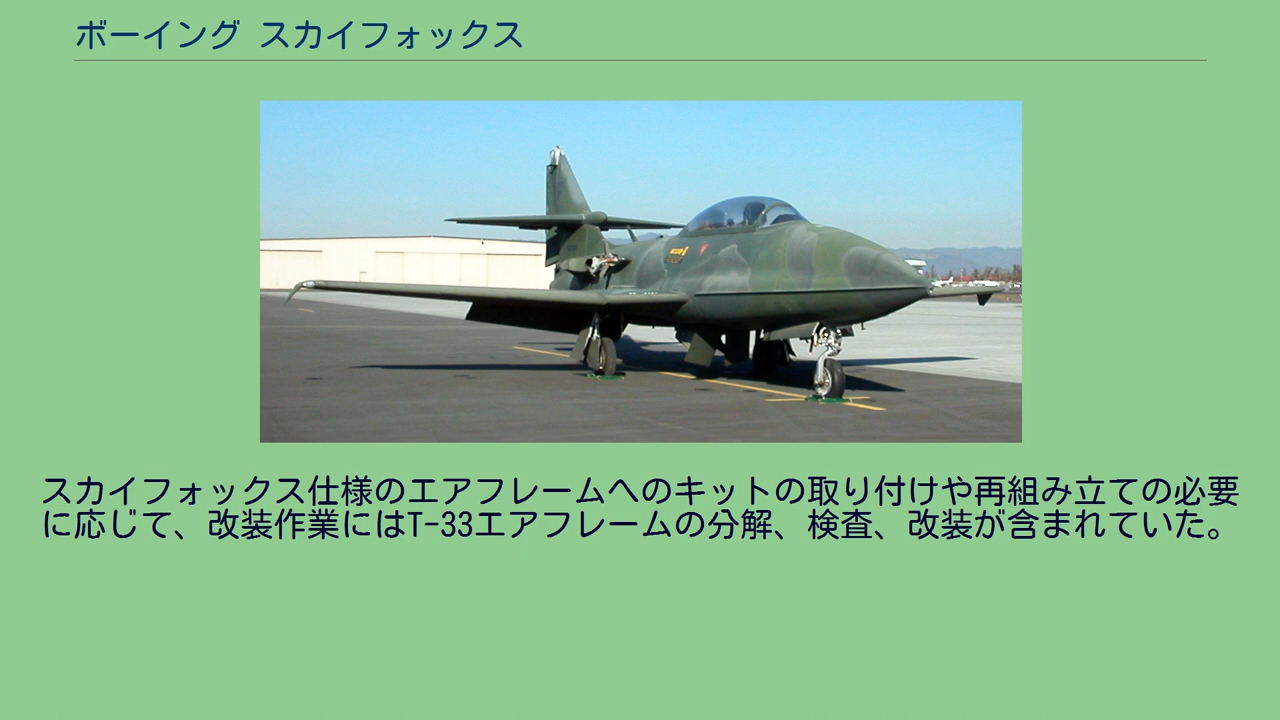 ボーイング スカイフォックス
スカイフォックス仕様のエアフレームへのキットの取り付けや再組み立ての必要
に応じて、改装作業にはT-33エアフレームの分解、検査、改装が含まれていた。